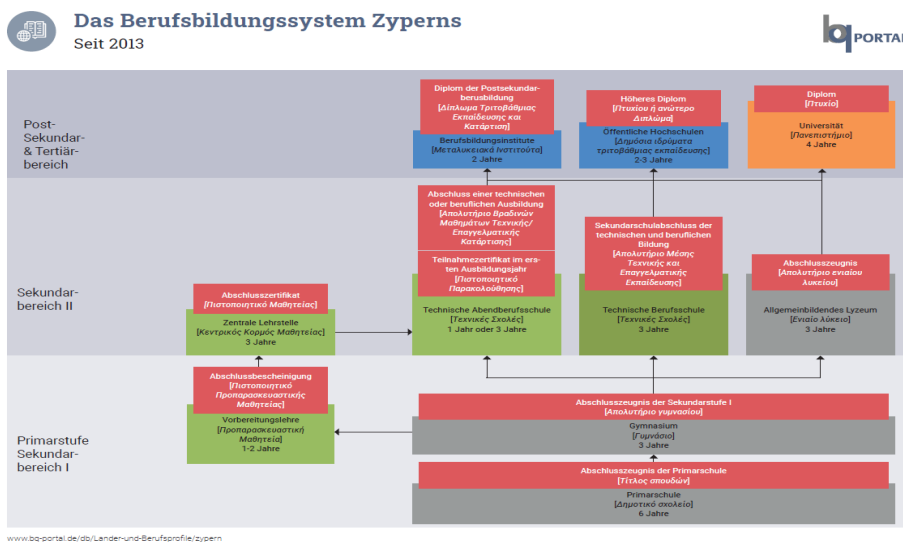 Das Berufsbildungssystem Zyperns
Seit 2013
bq PORTAL
Post-
Sekundar-
& Tertiär-
bereich
Diplom der Postsekundar-
berusbildung
[Δίπλωμα Τριτοβάθμιας
Εκπαίδευσης και
Κατάρτιση]
Berufsbildungsinstitute
[Μεταλυκειακά Ινστιτούτα]
2 Jahre
Höheres Diplom
[Πτυχίο ή ανώτερο
Διπλώμα]
Öffentliche Hochschulen
[Δημόσια ιδρύματα
τριτοβάθμιας εκπαίδευσης]
2-3 Jahre
Diplom
[Πτυχίο]
Universität
[Πανεπιστήμιο]
4 Jahre
Sekundar-
bereich II
Abschlusszertifikat
[Πιστοποιητικό Μαθητείας]
Zentrale Lehrstelle
[Κεντρικός Κορμός Μαθητείας]
3 Jahre
Abschluss einer technischen
oder beruflichen Ausbildung
[Απολυτήριο Βραδινών
Μαθημάτων Τεχνικής/
Επαγγελματικής
Κατάρτισης]
Teilnahmezertifikat im ers-
ten Ausbildungsjahr
[Πιστοποιητικό
Παρακολούθησης]
Technische Abendberufsschule
[Τεχνικές Σχολές]
1 Jahr oder 3 Jahre
Sekundarschulabschluss der
technischen und beruflichen
Bildung
[Απολυτήριο Μέσης
Τεχνικής και
Επαγγελματικής
Εκπαίδευσης]
Technische Berufsschule
[Τεχνικές Σχολές]
3 Jahre
Abschlusszeugnis
[Απολυτήριο ενιαίου
λυκείου]
Allgemeinbildendes Lyzeum
[Ενιαίο λύκειο]
3 Jahre
Primarstufe
Sekundar-
bereich I
Abschlussbescheinigung
[Πιστοποιητικό
Προπαρασκευαστικής
Μαθητείας]
Vorbereitungslehre
[Προπαρασκευαστική
Μαθητεία]
1-2 Jahre
Abschlusszeugnis der Sekundarstufe I
[Απολυτήριο γυμνασίου]
Gymnasium
[Γυμνάσιο]
3 Jahre
Abschlusszeugnis der Primarschule
[Τίτλος σπουδών]
Primarschule
[Δημοτικό σχολείο]
6 Jahre
www.bq-portal.de/db/Lander-und-Berufsprofile/zypern